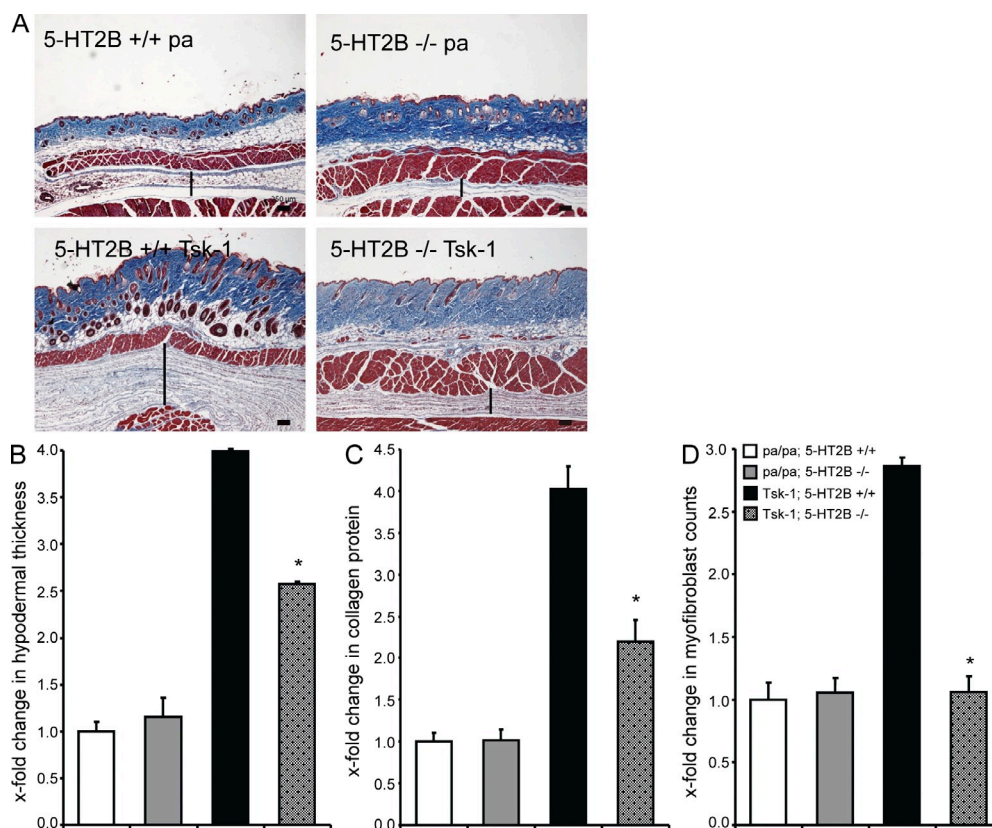 A
5-HT2B +/+ pa
5-HT2B -/- pa
5-HT2B +/+ Tsk-1
5-HT2B -/- Tsk-1
B
x-fold change in hypodermal thickness
4.0
3.5
3.0
2.5
2.0
1.5
1.0
0.5
0.0
*
C
x-fold change in collagen protein
4.5
4.0
3.5
3.0
2.5
2.0
1.5
1.0
0.5
0.0
*
D
x-fold change in myofibroblast counts
3.0
2.5
2.0
1.5
1.0
0.5
0.0
pa/pa; 5-HT2B +/+
pa/pa; 5-HT2B -/-
Tsk-1; 5-HT2B +/+
Tsk-1; 5-HT2B -/-
*